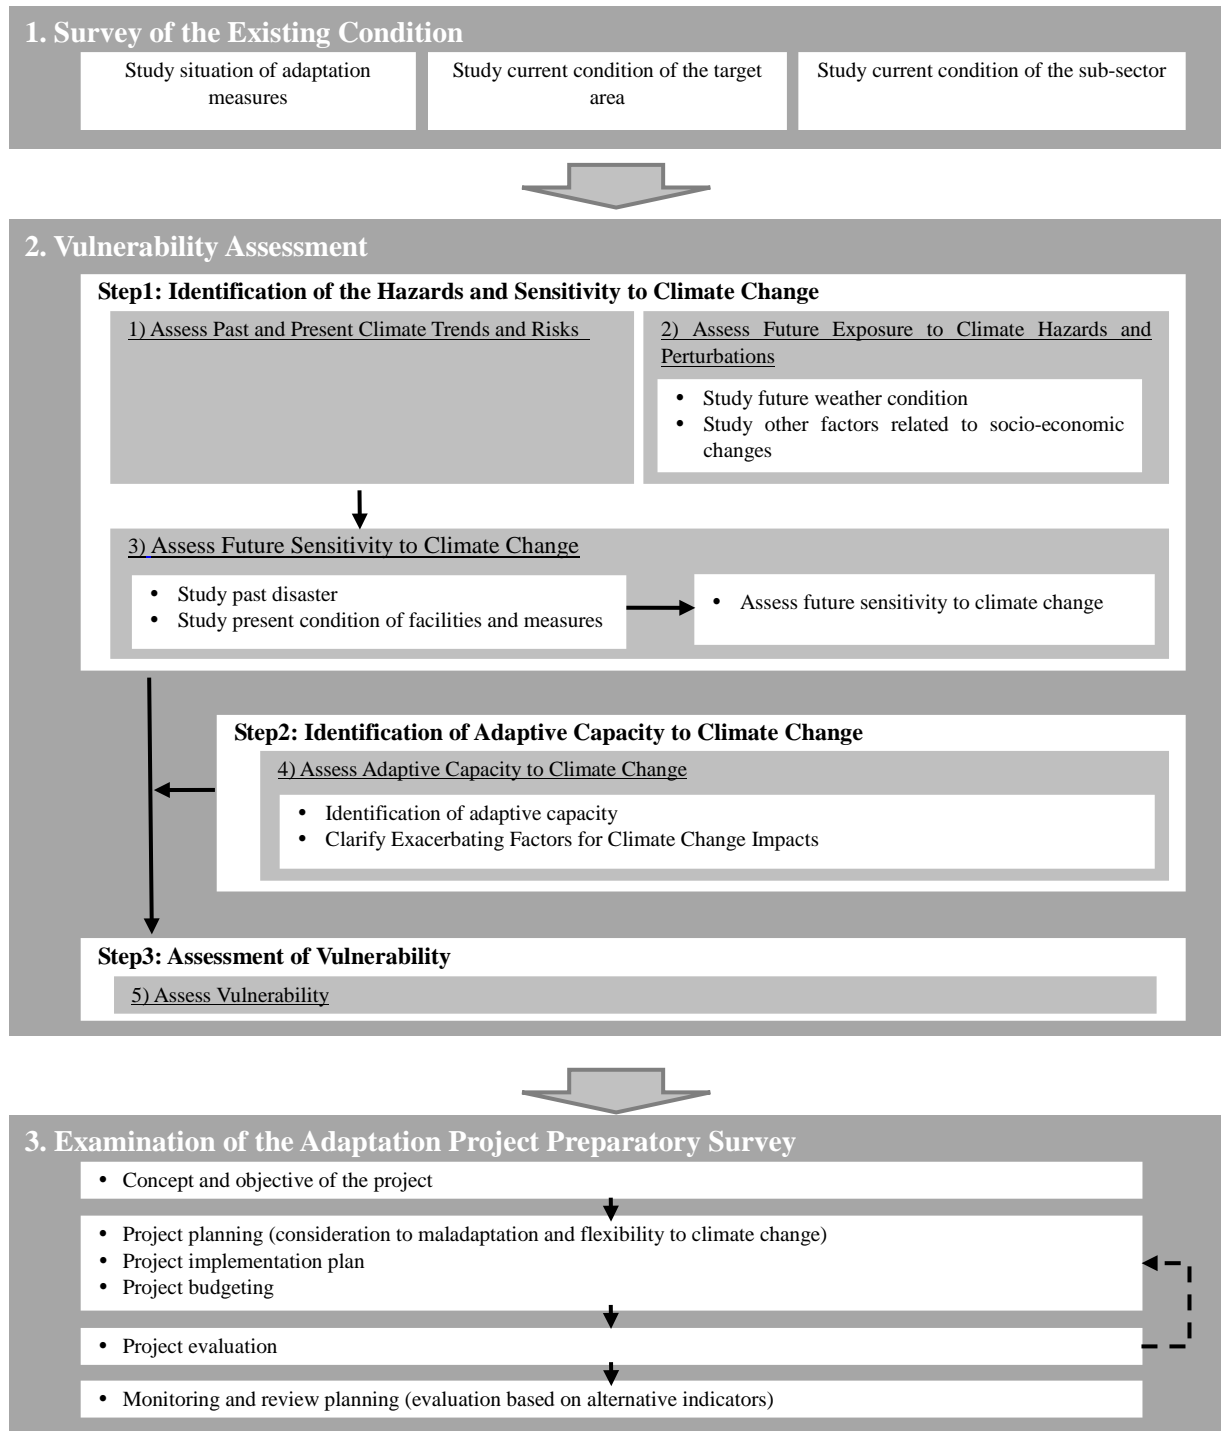 1. Survey of the Existing Condition
Study situation of adaptation
measures
Study current condition of the target
area
Study current condition of the sub-sector
2. Vulnerability Assessment
Step1: Identification of the Hazards and Sensitivity to Climate Change
1) Assess Past and Present Climate Trends and Risks
2) Assess Future Exposure to Climate Hazards and
Perturbations
• Study future weather condition
• Study other factors related to socio-economic
changes
3) Assess Future Sensitivity to Climate Change
• Study past disaster
• Study present condition of facilities and measures
• Assess future sensitivity to climate change
Step2: Identification of Adaptive Capacity to Climate Change
4) Assess Adaptive Capacity to Climate Change
• Identification of adaptive capacity
• Clarify Exacerbating Factors for Climate Change Impacts
Step3: Assessment of Vulnerability
5) Assess Vulnerability
3. Examination of the Adaptation Project Preparatory Survey
• Concept and objective of the project
• Project planning (consideration to maladaptation and flexibility to climate change)
• Project implementation plan
• Project budgeting
• Project evaluation
• Monitoring and review planning (evaluation based on alternative indicators)